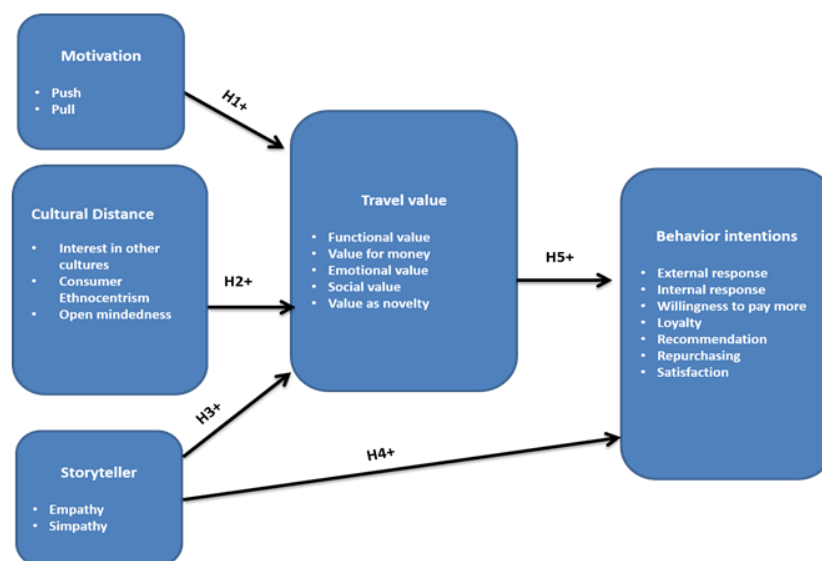 Motivation
• Push
• Pull
H1+
Cultural Distance
• Interest in other
cultures
• Consumer
Ethnocentrism
• Open mindedness
H2+
Storyteller
• Empathy
• Simpathy
H3+
H4+
Travel value
• Functional value
• Value for money
• Emotional value
• Social value
• Value as novelty
H5+
Behavior intentions
• External response
• Internal response
• Willingness to pay more
• Loyalty
• Recommendation
• Repurchasing
• Satisfaction